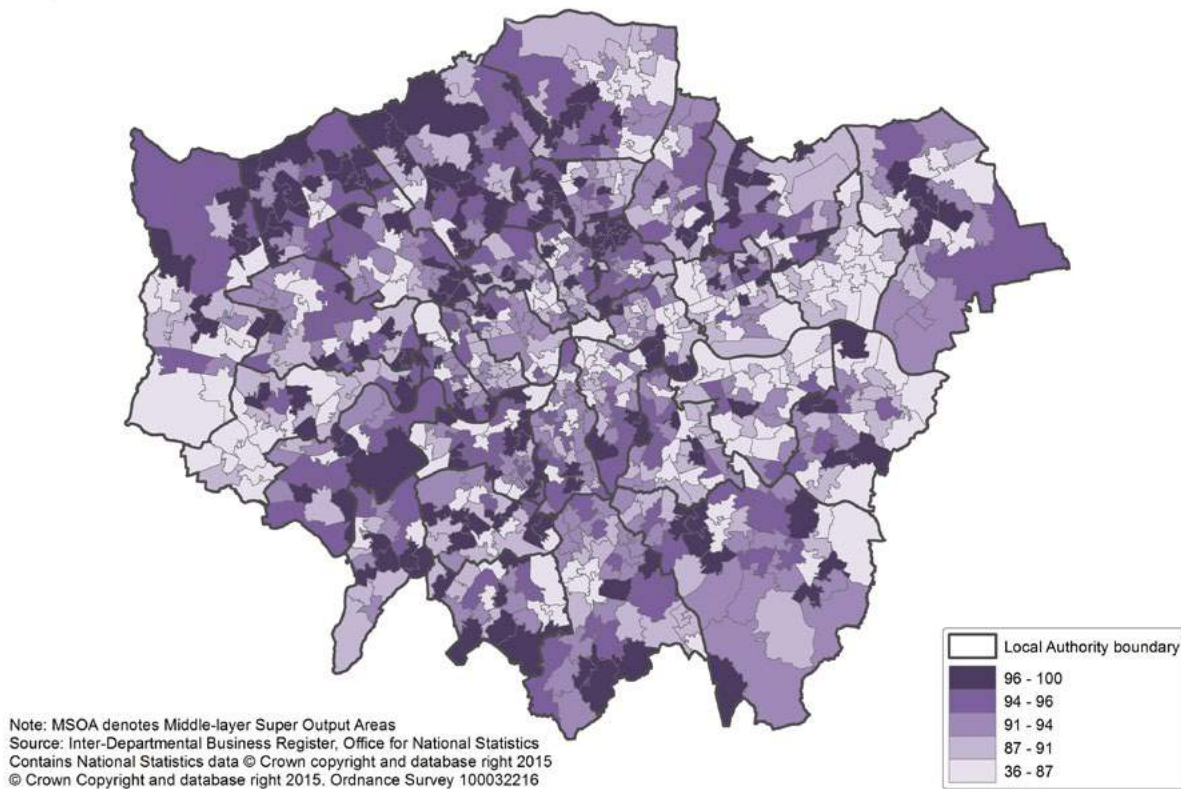 Local Authority boundary
96 - 100
94 - 96
91 - 94
87 - 91
36 - 87
Note: MSOA denotes Middle-layer Super Output Areas
Source: Inter-Departmental Business Register, Office for National Statistics
Contains National Statistics data © Crown copyright and database right 2015
© Crown Copyright and database right 2015. Ordnance Survey 100032216